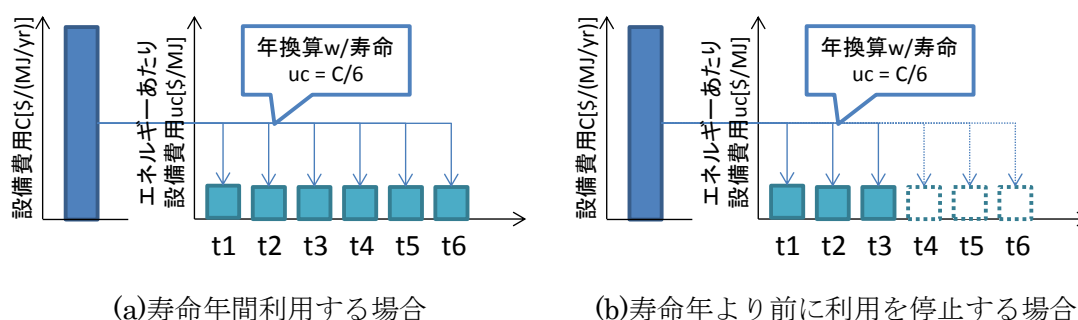 設備費用C[$/(MJ/yr)]
エネルギーあたり
設備費用uc[$/MJ]
年換算w/寿命
uc = C/6
t1 t2 t3 t4 t5 t6
(a)寿命年間利用する場合
設備費用C[$/(MJ/yr)]
エネルギーあたり
設備費用uc[$/MJ]
年換算w/寿命
uc = C/6
t1 t2 t3 t4 t5 t6
(b)寿命年より前に利用を停止する場合